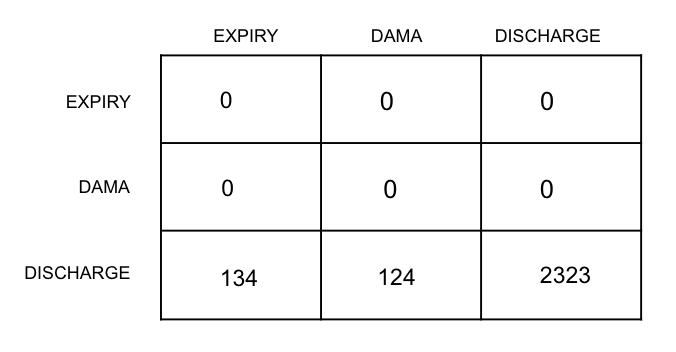 EXPIRY DAMA DISCHARGE
EXPIRY 0 0 0
DAMA 0 0 0
DISCHARGE 134 124 2323